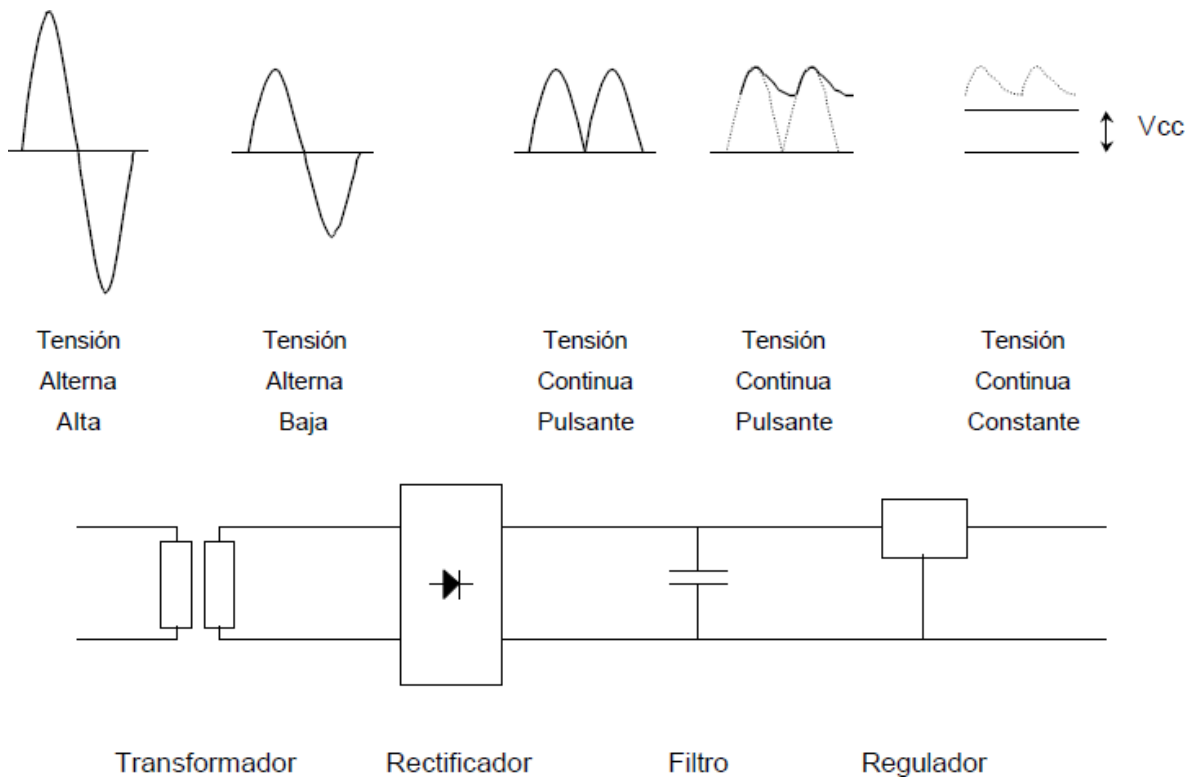 Vcc
Tensión Tensión Tensión Tensión Tensión
Alterna Alterna Continua Continua Continua
Alta Baja Pulsante Pulsante Constante
Transformador Rectificador Filtro Regulador